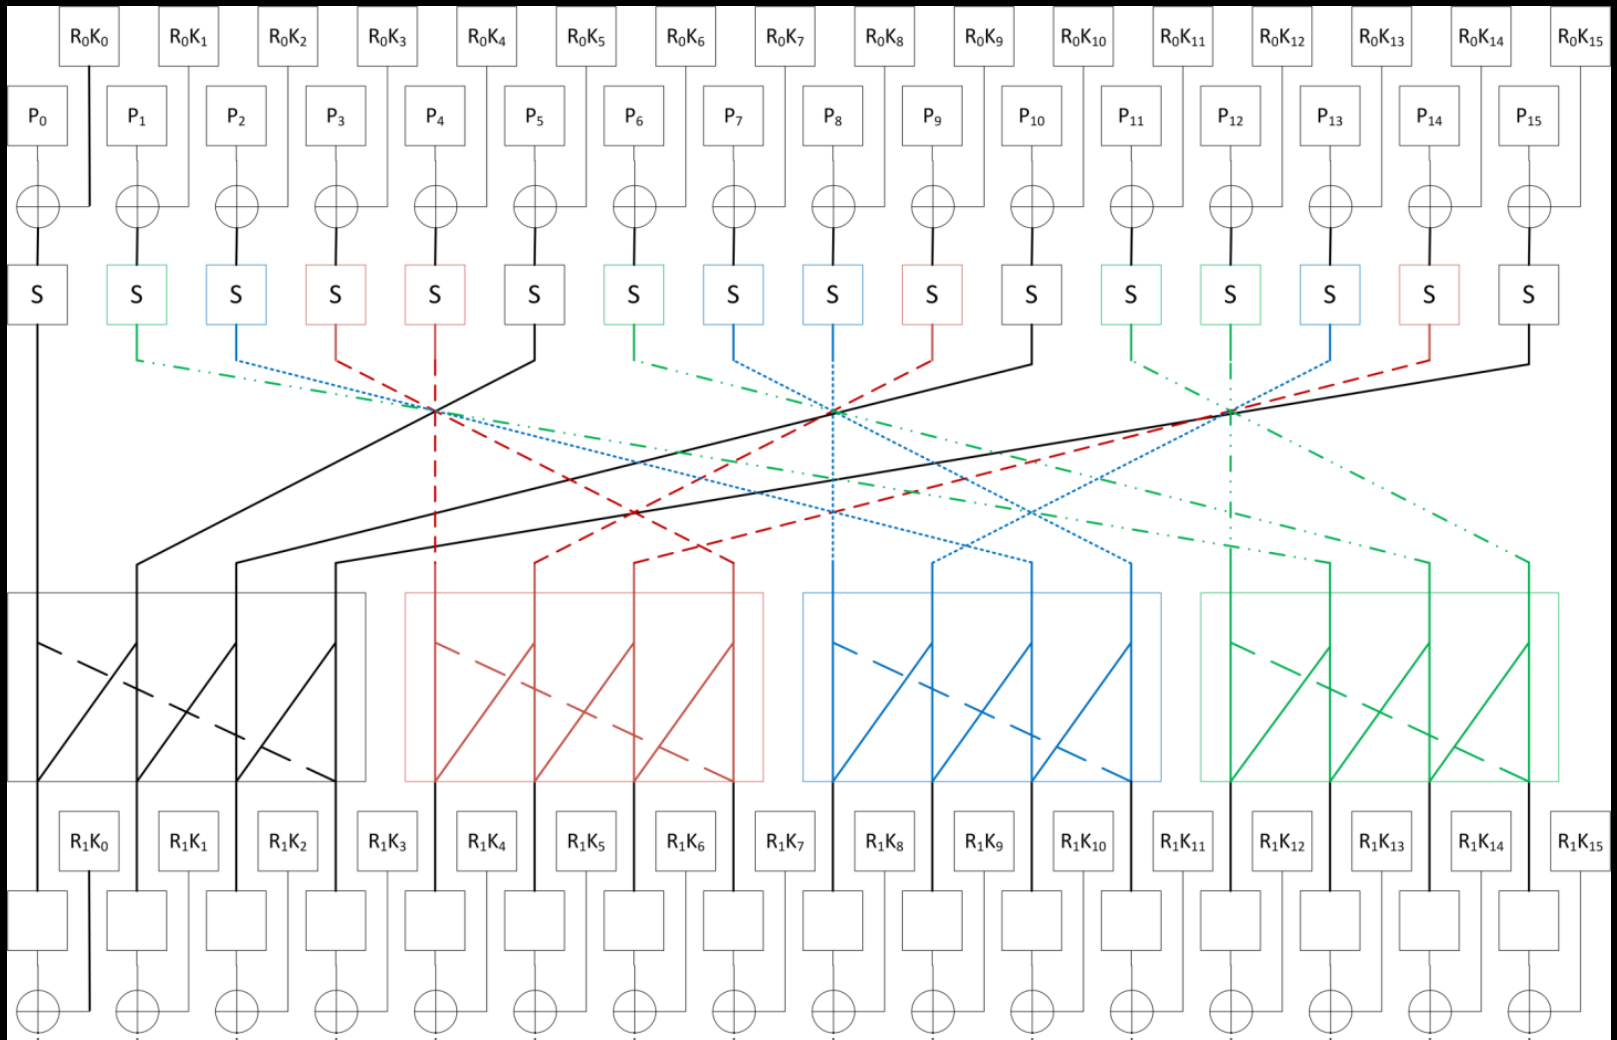 R₀K₀ R₀K₁ R₀K₂ R₀K₃ R₀K₄ R₀K₅ R₀K₆ R₀K₇ R₀K₈ R₀K₉ R₀K₁₀ R₀K₁₁ R₀K₁₂ R₀K₁₃ R₀K₁₄ R₀K₁₅
P₀ P₁ P₂ P₃ P₄ P₅ P₆ P₇ P₈ P₉ P₁₀ P₁₁ P₁₂ P₁₃ P₁₄ P₁₅
S S S S S S S S S S S S S S S S
R₁K₀ R₁K₁ R₁K₂ R₁K₃ R₁K₄ R₁K₅ R₁K₆ R₁K₇ R₁K₈ R₁K₉ R₁K₁₀ R₁K₁₁ R₁K₁₂ R₁K₁₃ R₁K₁₄ R₁K₁₅